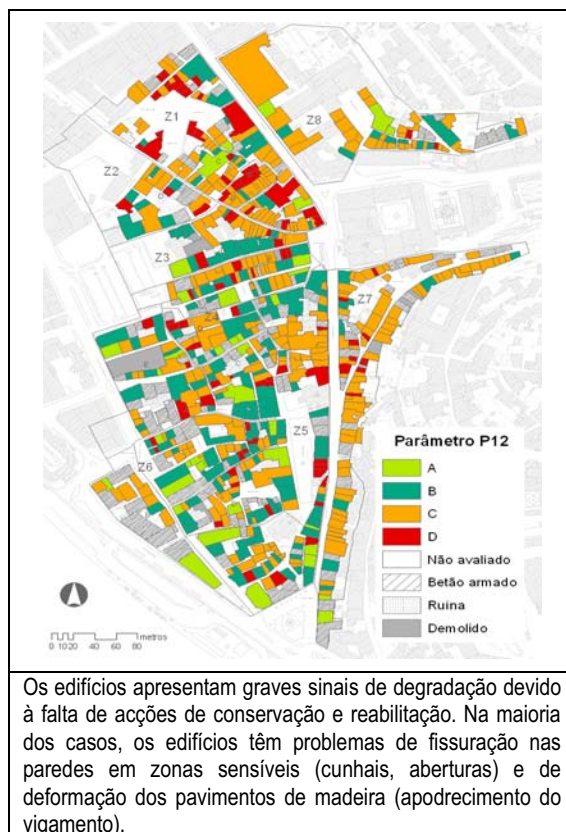 Z1
Z8
Z2
Z3
Z4
Z7
Z5
Z6
Parâmetro P12
A
B
C
D
Não avaliado
Betão armado
Ruina
Demolido
metros
0 10 20 40 60 80
Os edifícios apresentam graves sinais de degradação devido
à falta de acções de conservação e reabilitação. Na maioria
dos casos, os edifícios têm problemas de fissuração nas
paredes em zonas sensíveis (cunhais, aberturas) e de
deformação dos pavimentos de madeira (apodrecimento do
vigamento).